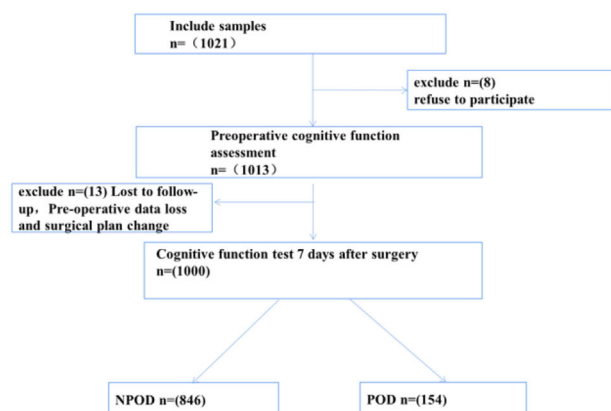 Include samples
n=（1021）
exclude n=(8)
refuse to participate
Preoperative cognitive function
assessment
n=（1013）
exclude n=(13) Lost to follow-
up，Pre-operative data loss
and surgical plan change
Cognitive function test 7 days after surgery
n=(1000)
NPOD n=(846)
POD n=(154)